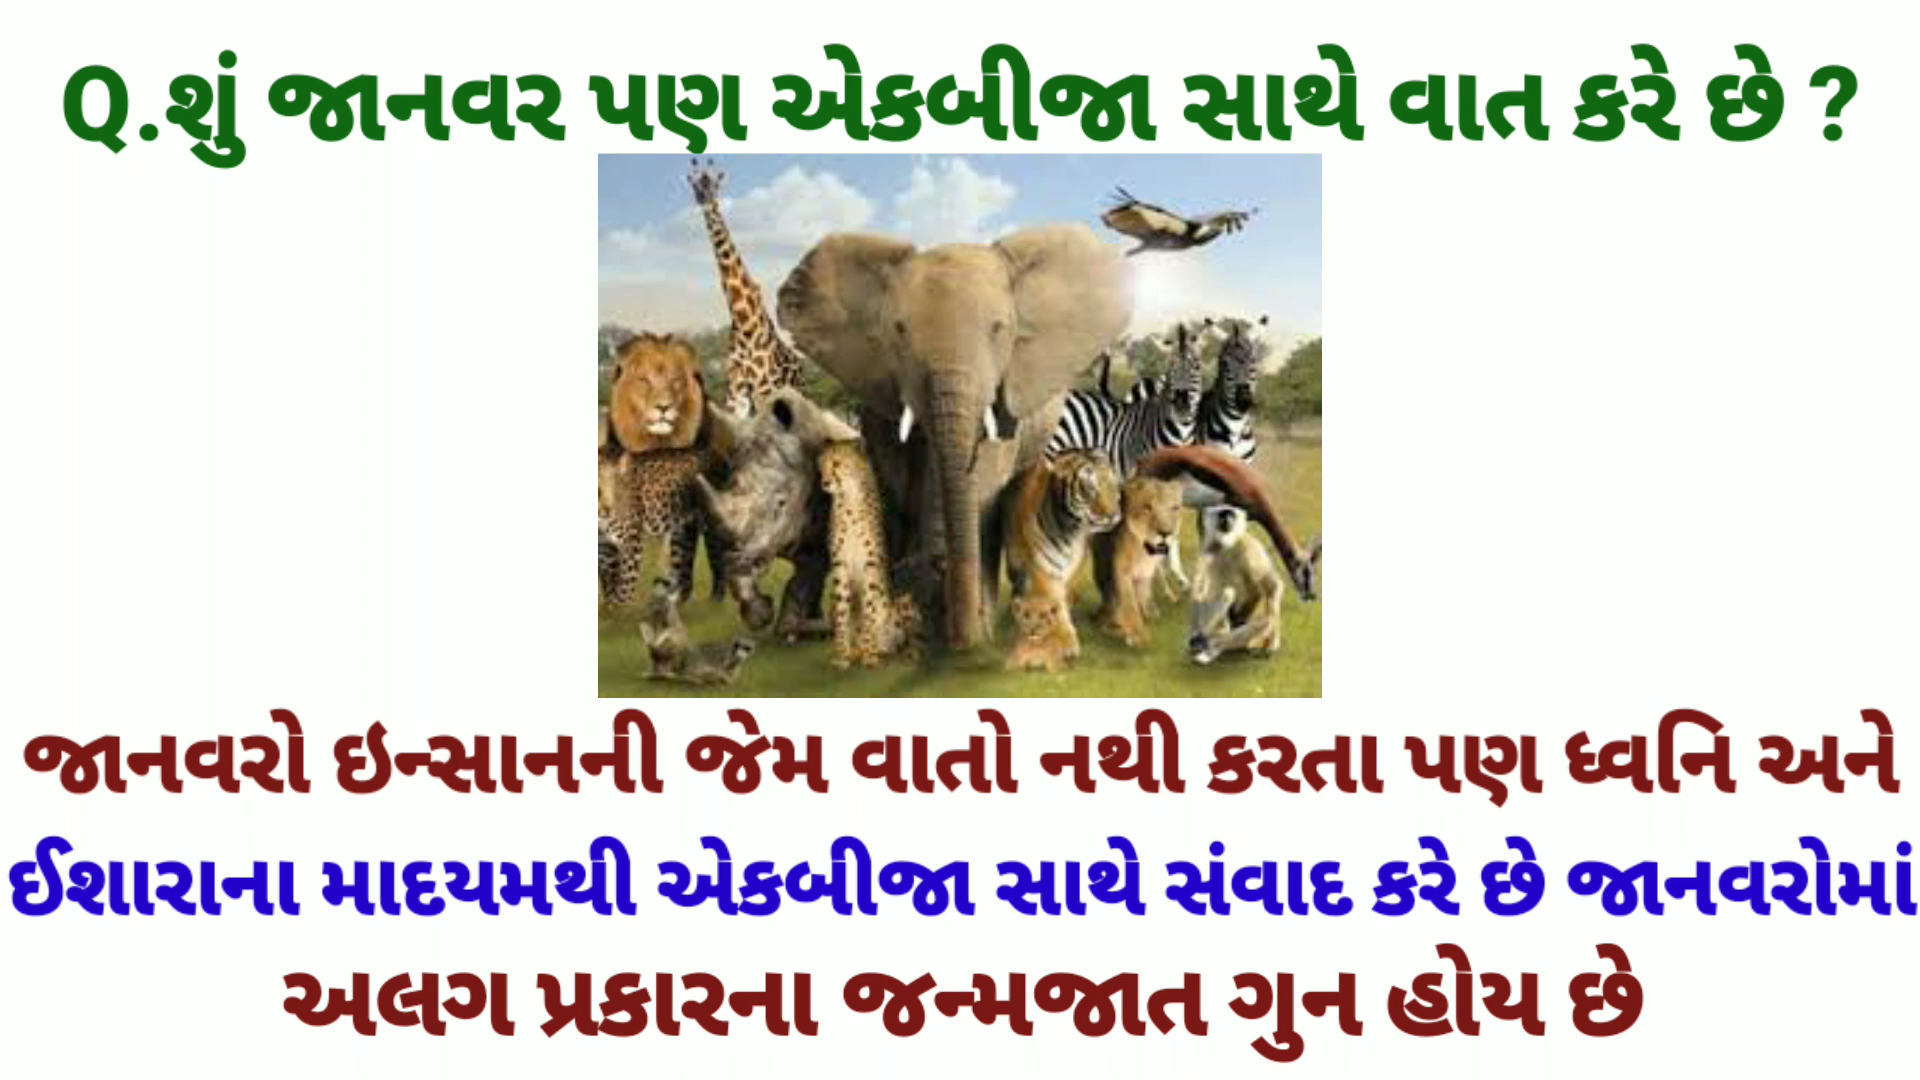 Q.શું જાનવર પણ એકબીજા સાથે વાત કરે છે ?
જાનવરો ઇન્સાનની જેમ વાતો નથી કરતા પણ ધ્વનિ અને
ઈશારાના માદયમથી એકબીજા સાથે સંવાદ કરે છે જાનવરોમાં
અલગ પ્રકારના જન્મજાત ગુન હોય છે